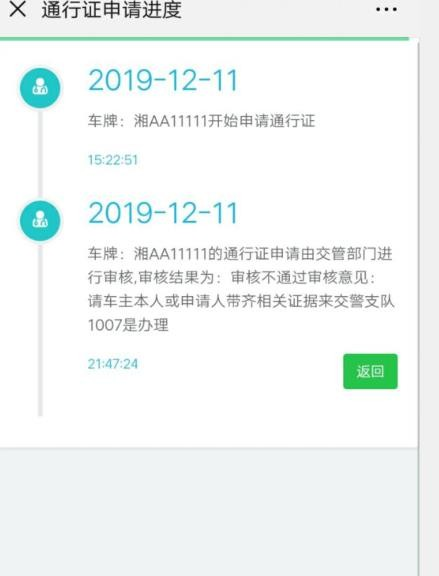 通行证申请进度
2019-12-11
车牌：湘AA11111开始申请通行证
15:22:51
2019-12-11
车牌：湘AA11111的通行证申请由交管部门进
行审核,审核结果为：审核不通过审核意见：
请车主本人或申请人带齐相关证据来交警支队
1007是办理
21:47:24
返回